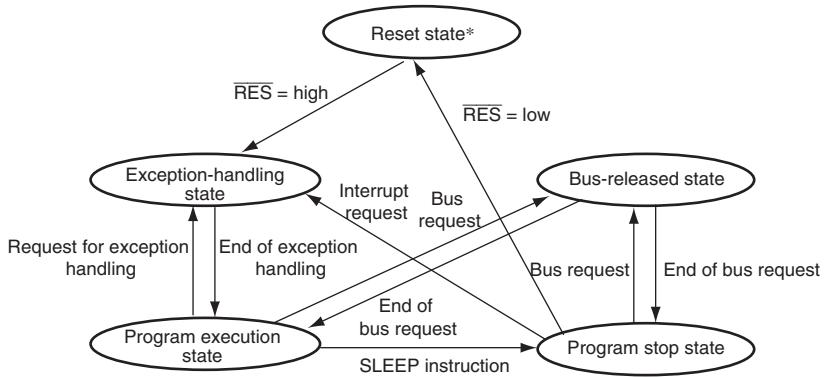 Reset state*
RES = high
RES = low
Exception-handling
state
Bus-released state
Interrupt
request
Bus
request
Request for exception
handling
End of exception
handling
Bus request
End of bus request
End of
bus request
Program execution
state
Program stop state
SLEEP instruction